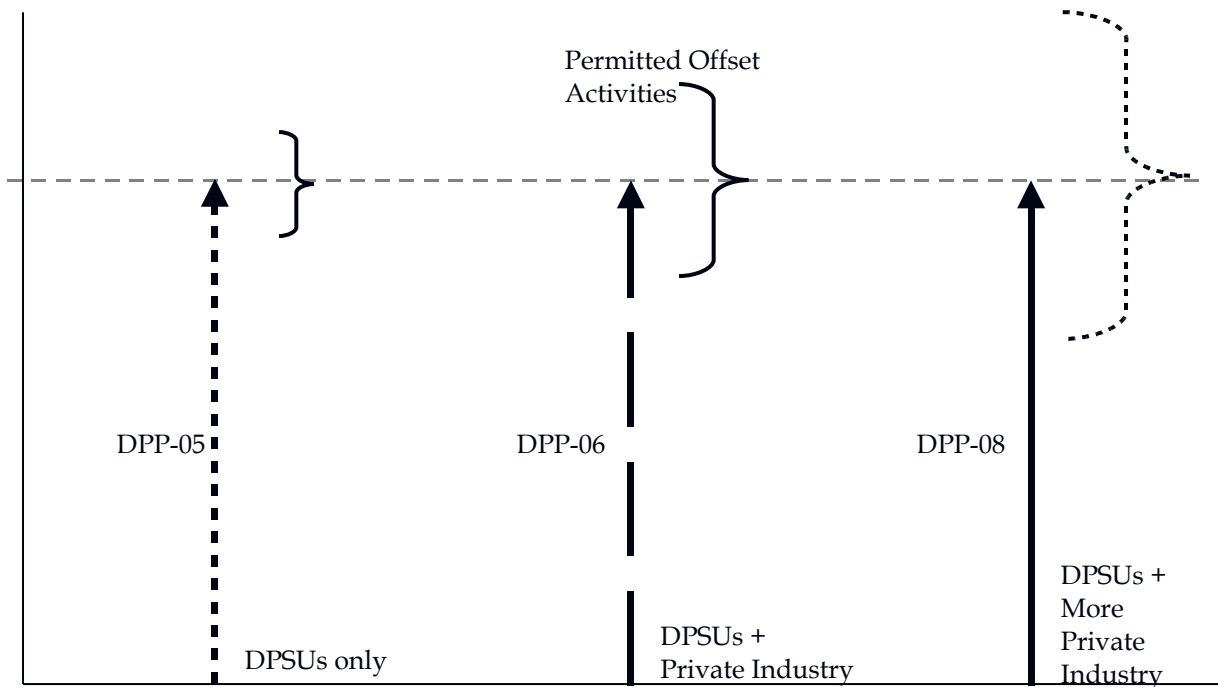 Permitted Offset
Activities
DPP-05
DPP-06
DPP-08
DPSUs only
DPSUs +
Private Industry
DPSUs +
More
Private
Industry